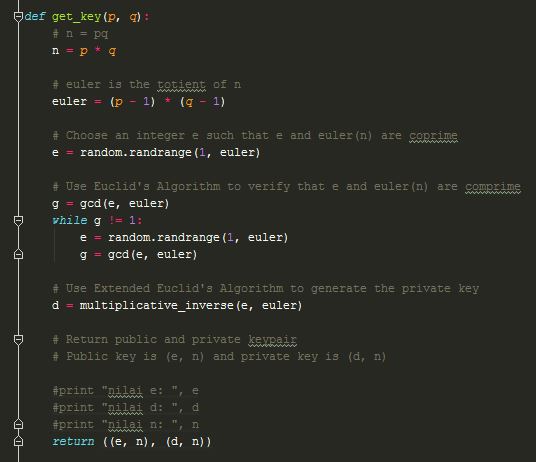 def get_key(p, q):
    # n = pq
    n = p * q

    # euler is the totient of n
    euler = (p - 1) * (q - 1)

    # Choose an integer e such that e and euler(n) are coprime
    e = random.randrange(1, euler)

    # Use Euclid's Algorithm to verify that e and euler(n) are comprime
    g = gcd(e, euler)
    while g != 1:
        e = random.randrange(1, euler)
        g = gcd(e, euler)

    # Use Extended Euclid's Algorithm to generate the private key
    d = multiplicative_inverse(e, euler)

    # Return public and private keypair
    # Public key is (e, n) and private key is (d, n)

    #print "nilai e: ", e
    #print "nilai d: ", d
    #print "nilai n: ", n
    return ((e, n), (d, n))